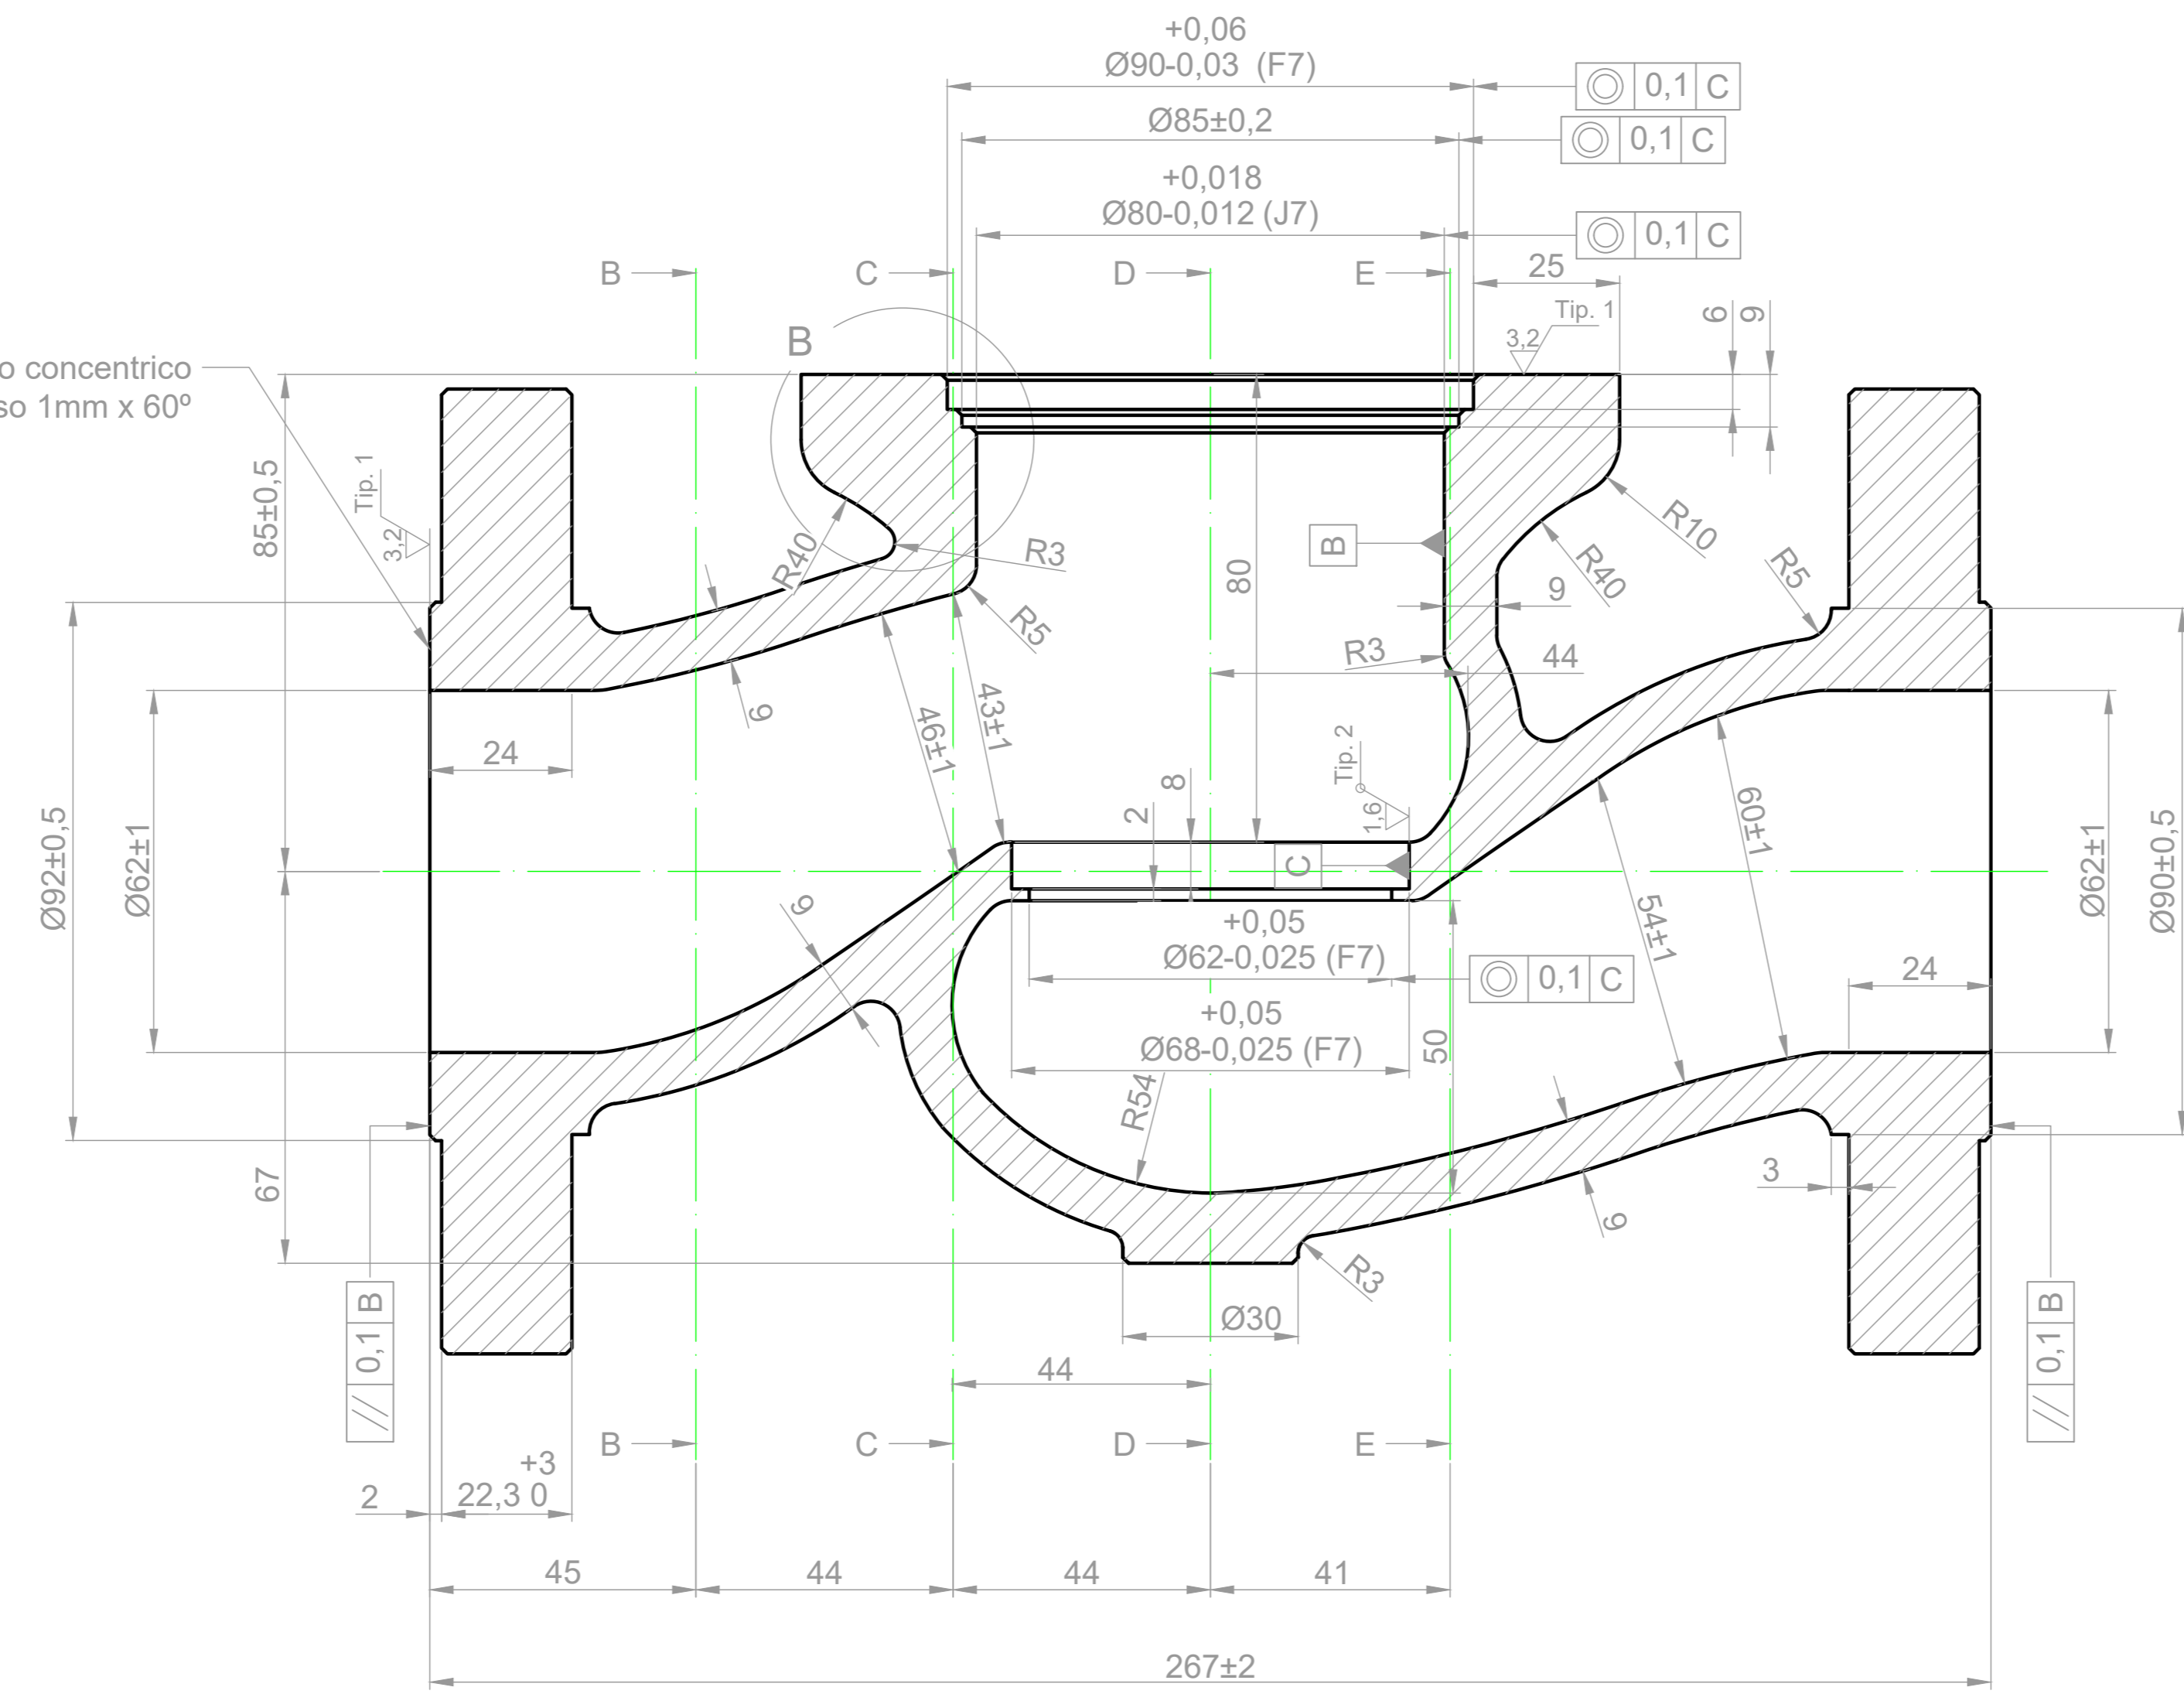 +0,06
Ø90-0,03 (F7)
0,1 C
Ø85±0,2
0,1 C
+0,018
Ø80-0,012 (J7)
0,1 C
B
C
D
E
25
6
9
Tip. 1
3,2
B
o concentrico
so 1mm x 60º
85±0,5
Tip. 1
3,2
R40
R3
R5
B
80
R10
R40
R5
9
R3
44
9
46±1
43±1
24
Tip. 2
1,6
8
2
C
60±1
54±1
Ø92±0,5
Ø62±1
Ø62±1
Ø90±0,5
9
+0,05
Ø62-0,025 (F7)
0,1 C
24
+0,05
Ø68-0,025 (F7)
50
R54
67
3
9
R3
Ø30
0,1 B
0,1 B
44
B
C
D
E
+3
2
22,3 0
45
44
44
41
267±2